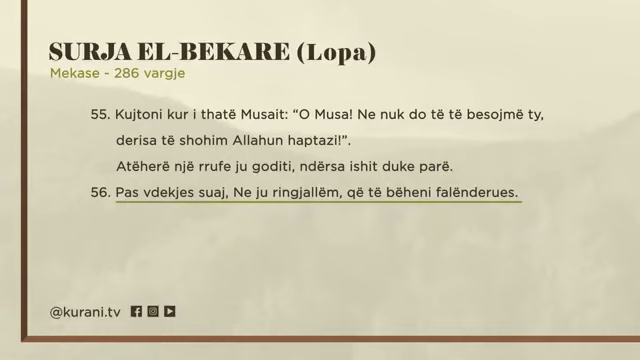 SURJA EL-BEKARE (Lopa)
Mekase - 286 vargje
55. Kujtoni kur i thatë Musait: “O Musa! Ne nuk do të të besojmë ty,
derisa të shohim Allahun haptazi!”.
Atëherë një rrufe ju goditi, ndërsa ishit duke parë.
56. Pas vdekjes suaj, Ne ju ringjallëm, që të bëheni falënderues.
@kurani.tv